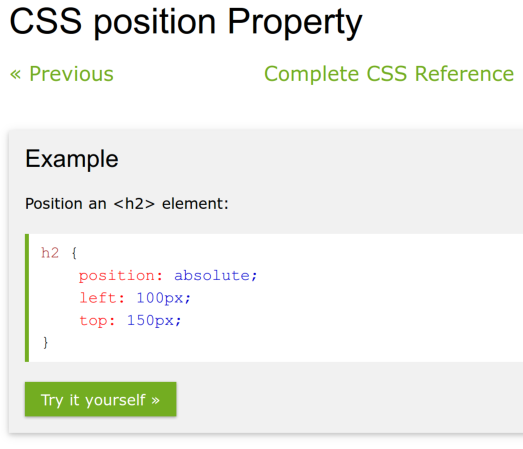 CSS position Property
« Previous
Complete CSS Reference
Example
Position an <h2> element:
h2 {
    position: absolute;
    left: 100px;
    top: 150px;
}
Try it yourself »